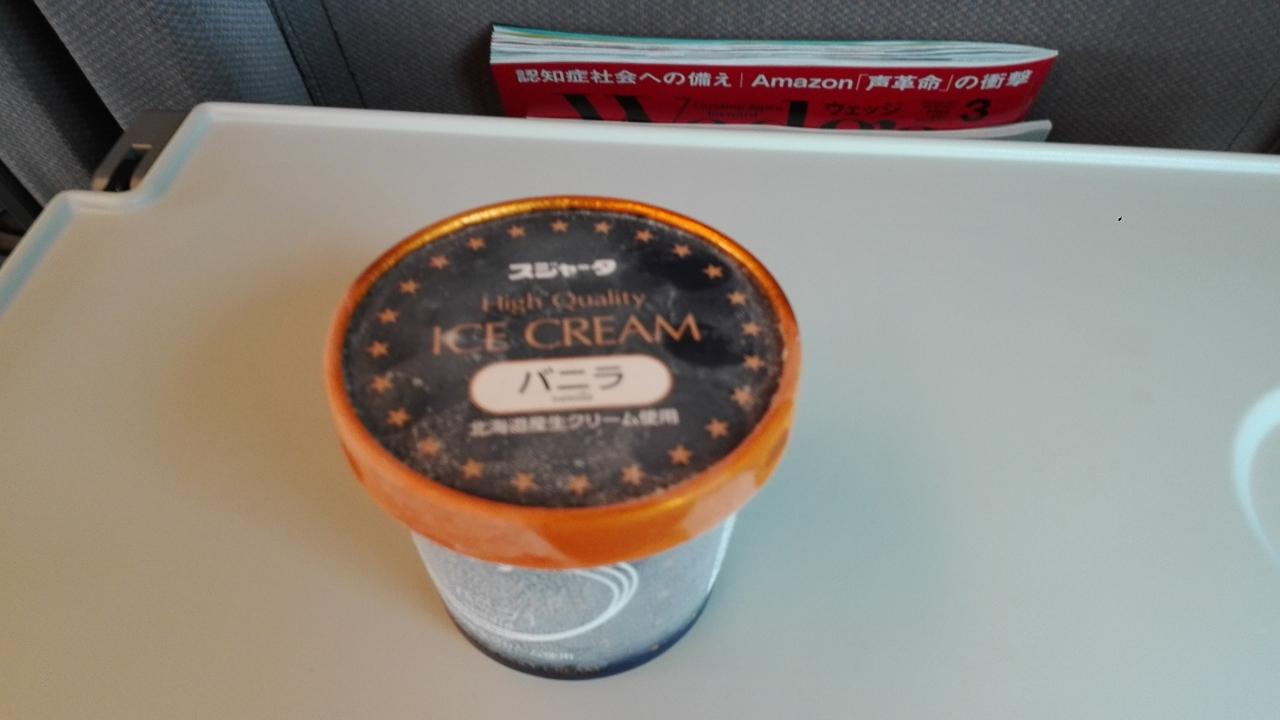 認知症社会への備え | Amazon「声革命」の衝撃
Wedge
ウェッジ
3
スジャータ
High Quality
ICE CREAM
バニラ
vanilla
北海道産生クリーム使用